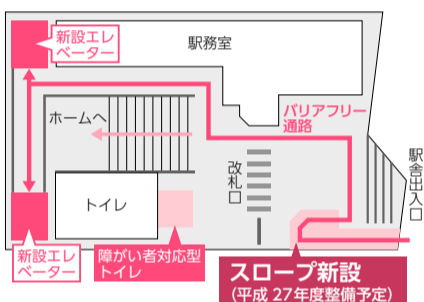 新設エレ
ベーター
駅務室
バリアフリー
通路
ホームへ
改札口
駅舎出入口
トイレ
新設エレ
ベーター
障がい者対応型
トイレ
スロープ新設
(平成27年度整備予定)